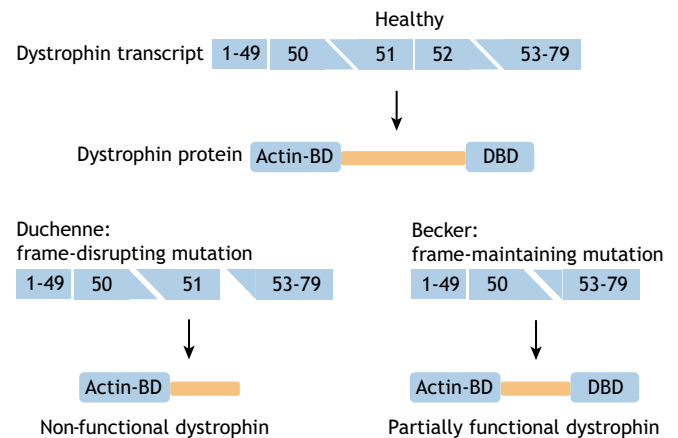 Healthy
Dystrophin transcript 1-49 50 51 52 53-79
Dystrophin protein Actin-BD DBD
Duchenne:
frame-disrupting mutation
1-49 50 51 53-79
Actin-BD
Non-functional dystrophin
Becker:
frame-maintaining mutation
1-49 50 53-79
Actin-BD DBD
Partially functional dystrophin